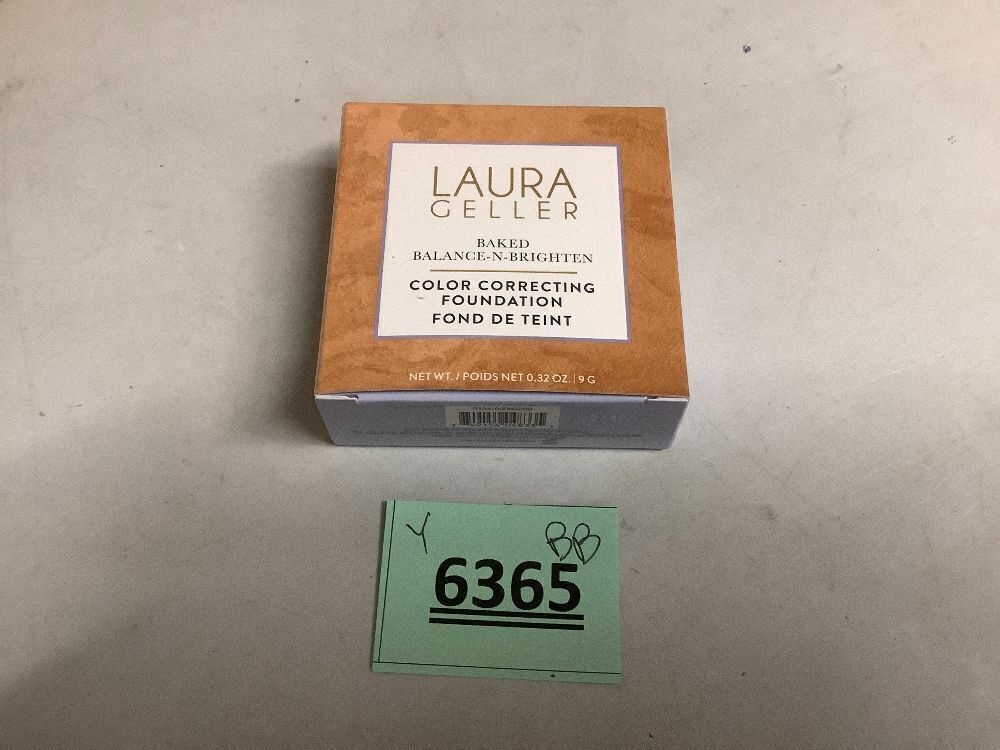 LAURA
GELLER
BAKED
BALANCE-N-BRIGHTEN
COLOR CORRECTING
FOUNDATION
FOND DE TEINT
NET WT. / POIDS NET 0.32 OZ. | 9 G
Y
BB
6365